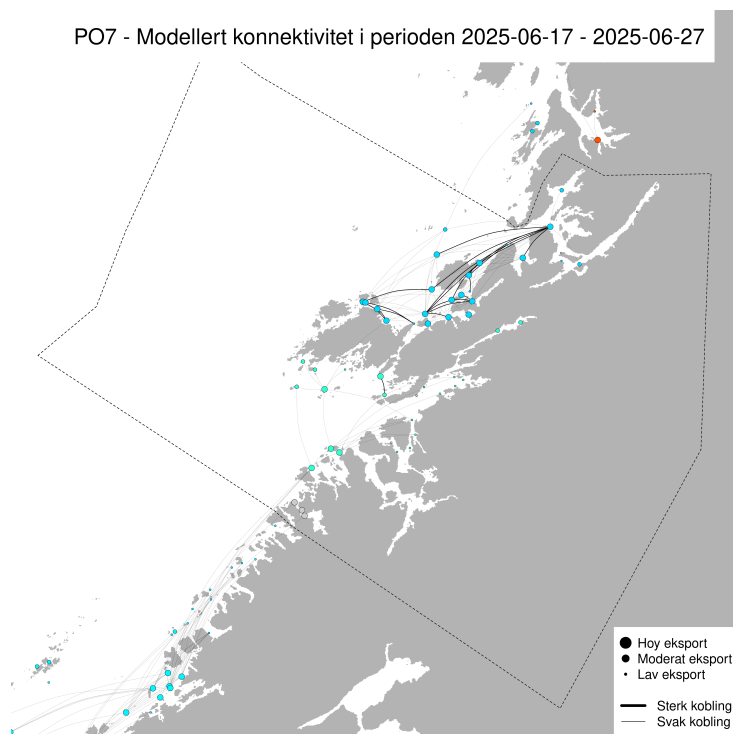 PO7 - Modellert konnektivitet i perioden 2025-06-17 - 2025-06-27
Hoy eksport
Moderat eksport
Lav eksport
Sterk kobling
Svak kobling